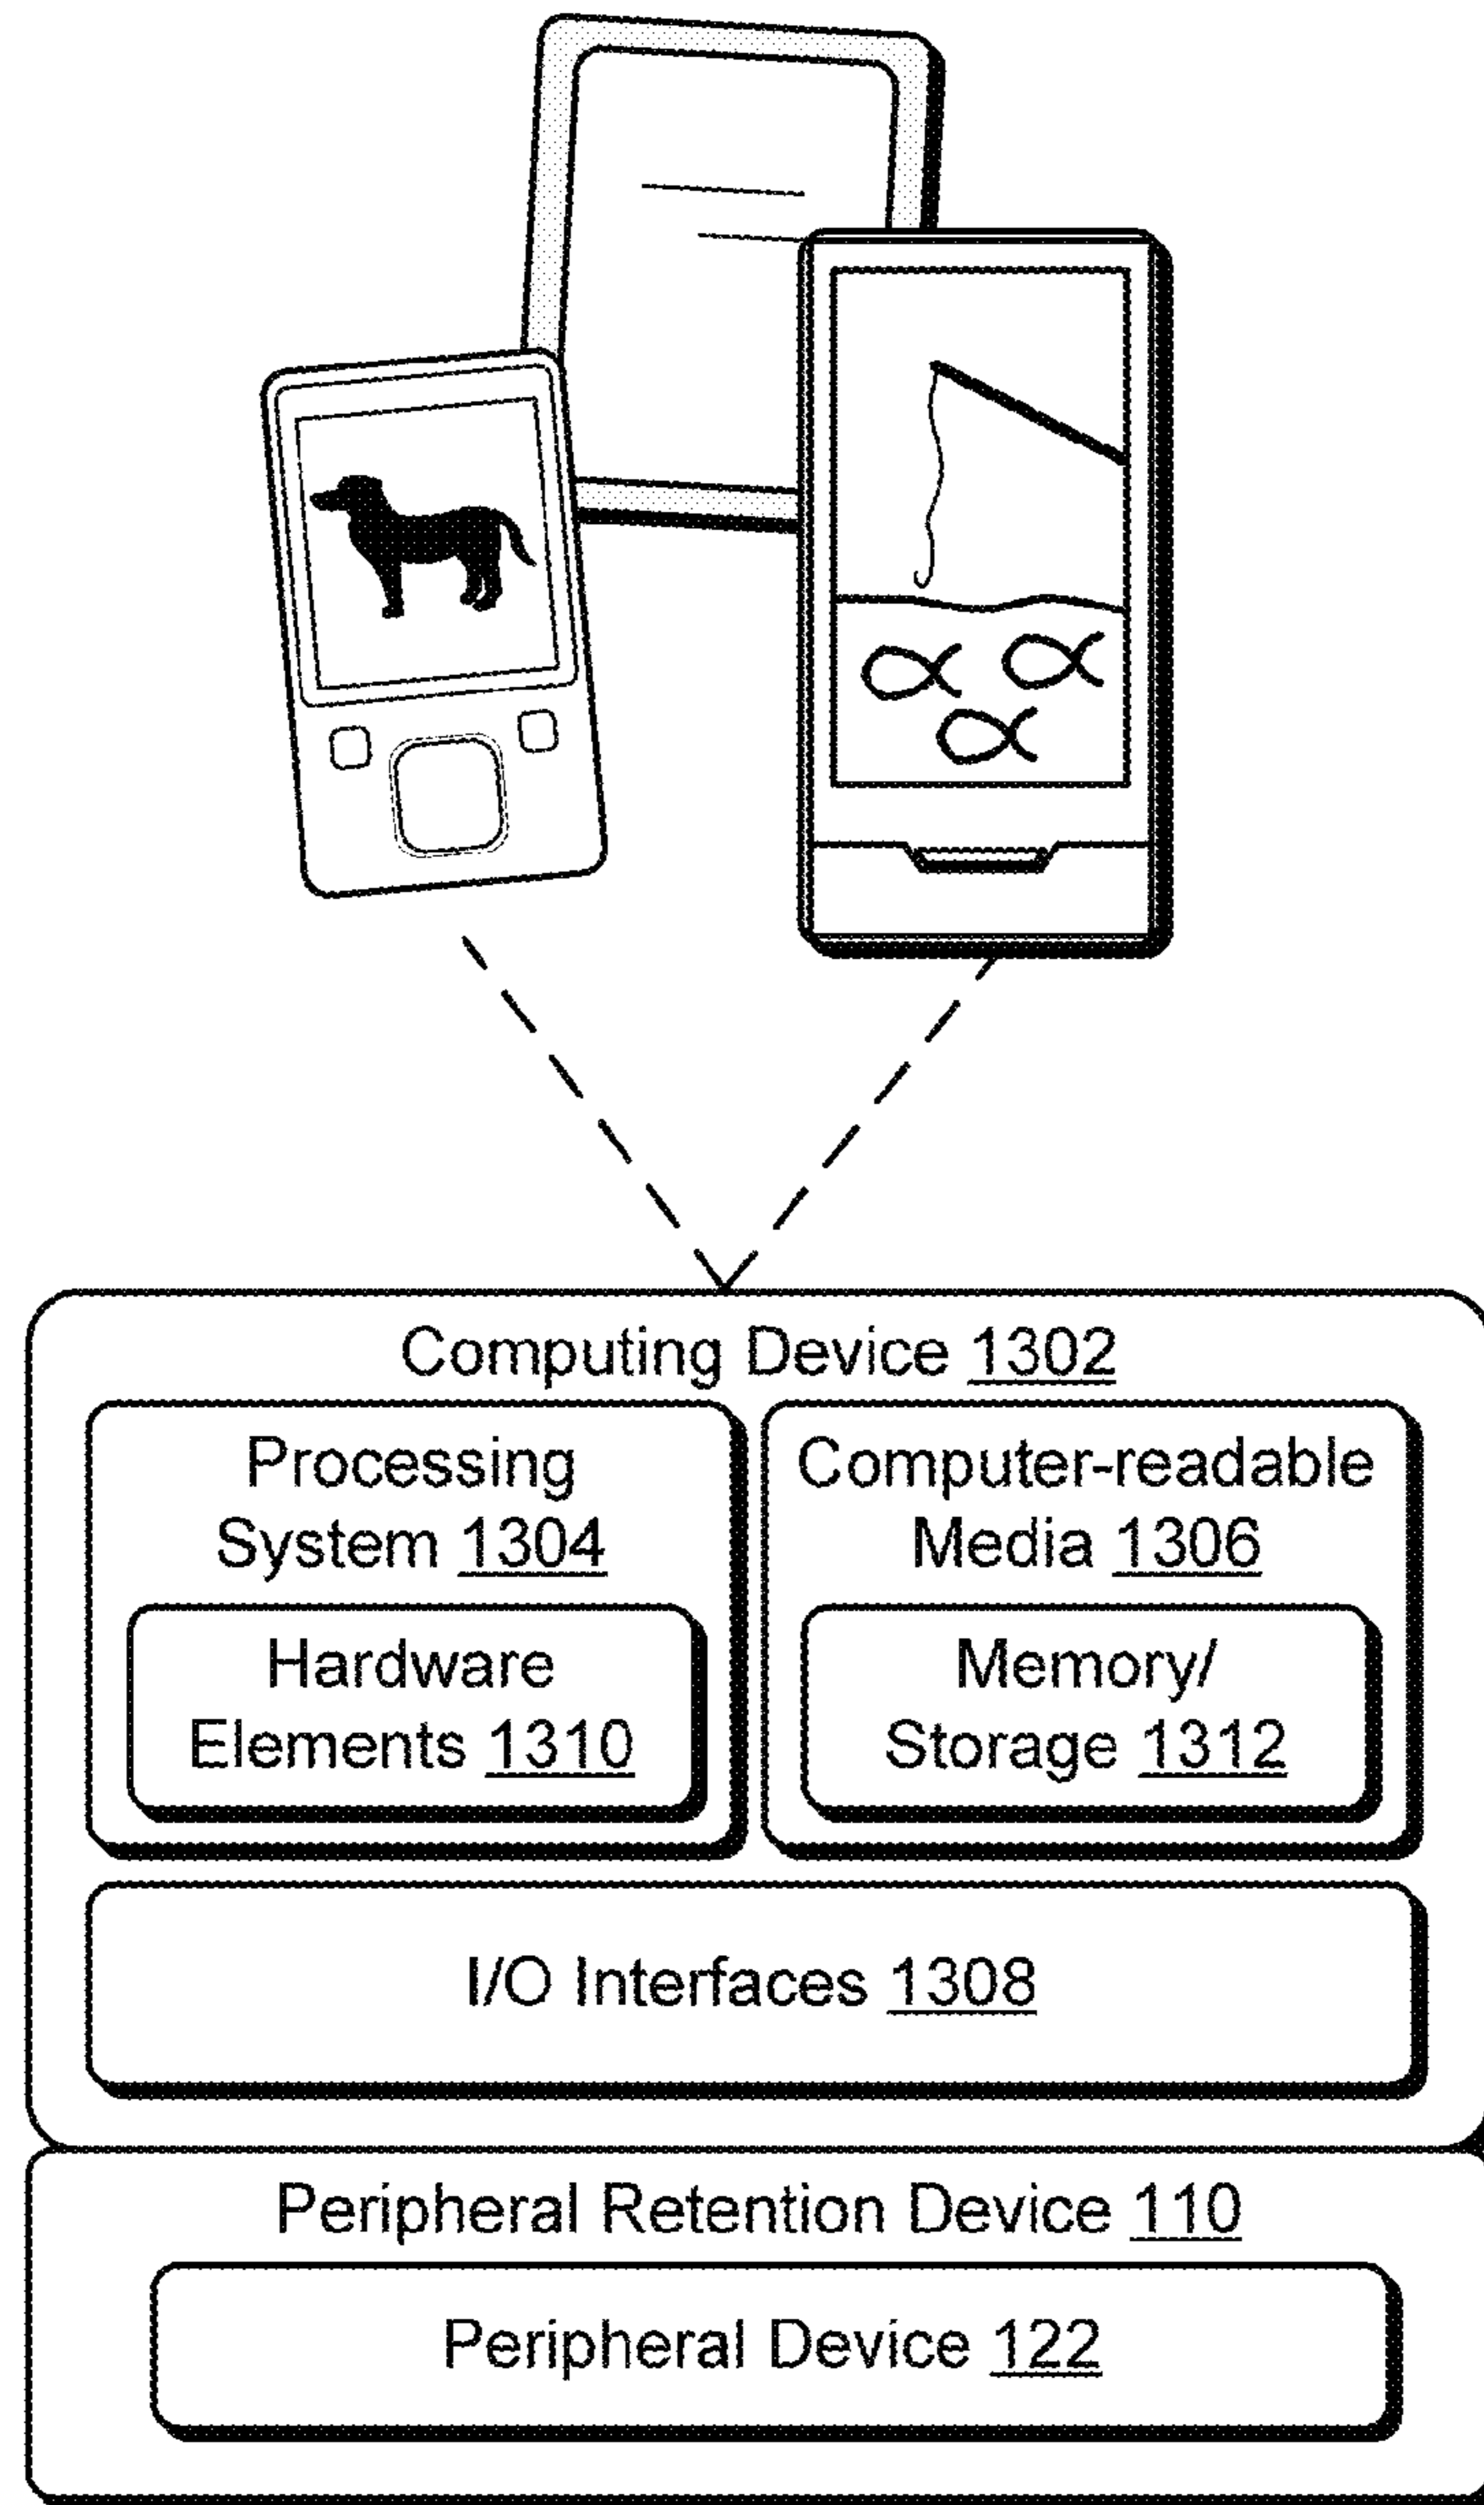 Computing Device 1302
Processing
System 1304
Hardware
Elements 1310
Computer-readable
Media 1306
Memory/
Storage 1312
I/O Interfaces 1308
Peripheral Retention Device 110
Peripheral Device 122